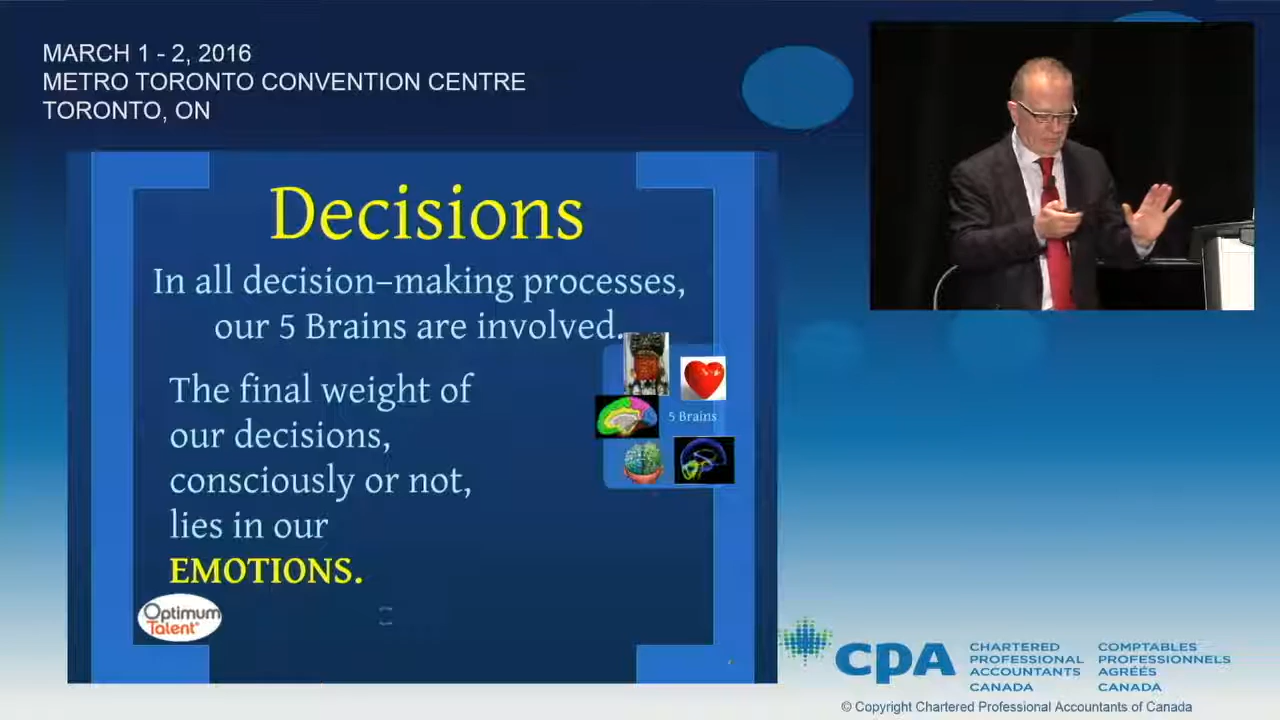 MARCH 1 - 2, 2016
METRO TORONTO CONVENTION CENTRE
TORONTO, ON
Decisions
In all decision–making processes,
our 5 Brains are involved.
The final weight of
our decisions,
consciously or not,
lies in our
EMOTIONS.
5 Brains
Optimum
Talent
CPA
CHARTERED
PROFESSIONAL
ACCOUNTANTS
CANADA
COMPTABLES
PROFESSIONNELS
AGRÉÉS
CANADA
© Copyright Chartered Professional Accountants of Canada